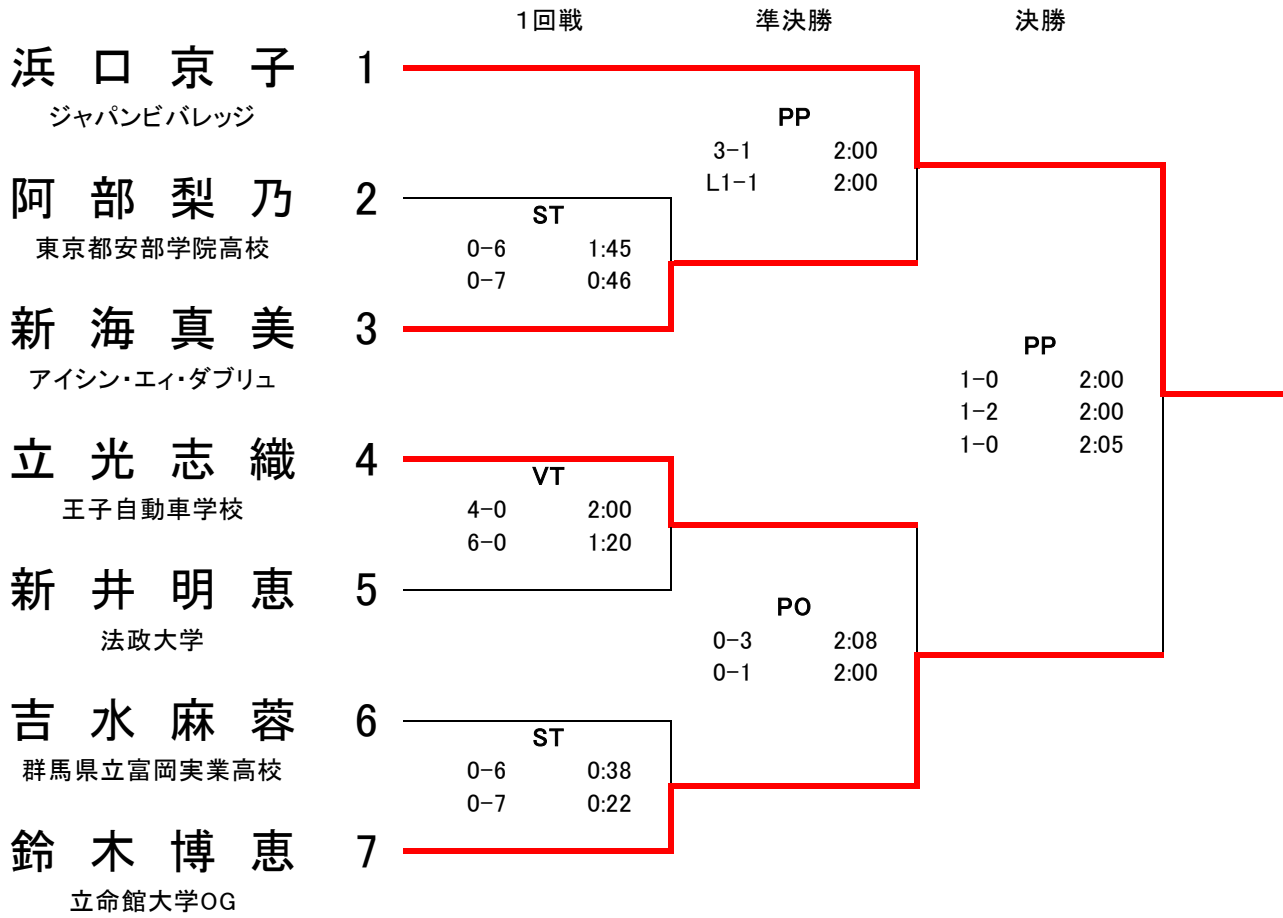 1回戦 準決勝 決勝
浜口京子 1
ジャパンビバレッジ
PP
3-1 2:00
L1-1 2:00
阿部梨乃 2
東京都安部学院高校
ST
0-6 1:45
0-7 0:46
新海真美 3
アイシン・エィ・ダブリュ
PP
1-0 2:00
1-2 2:00
1-0 2:05
立光志織 4
王子自動車学校
VT
4-0 2:00
6-0 1:20
新井明恵 5
法政大学
PO
0-3 2:08
0-1 2:00
吉水麻蓉 6
群馬県立富岡実業高校
ST
0-6 0:38
0-7 0:22
鈴木博恵 7
立命館大学OG